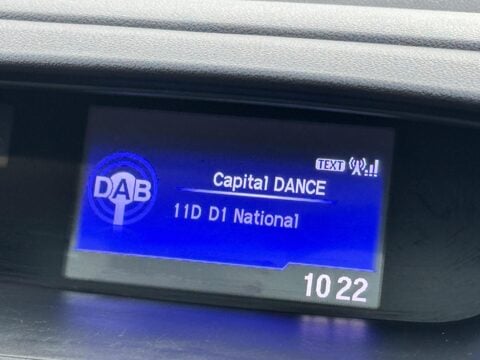 TEXT
DAB
Capital DANCE
11D D1 National
10 22